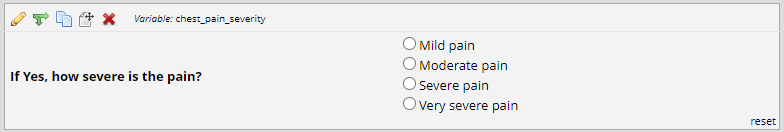 Variable: chest_pain_severity
If Yes, how severe is the pain?
Mild pain
Moderate pain
Severe pain
Very severe pain
reset